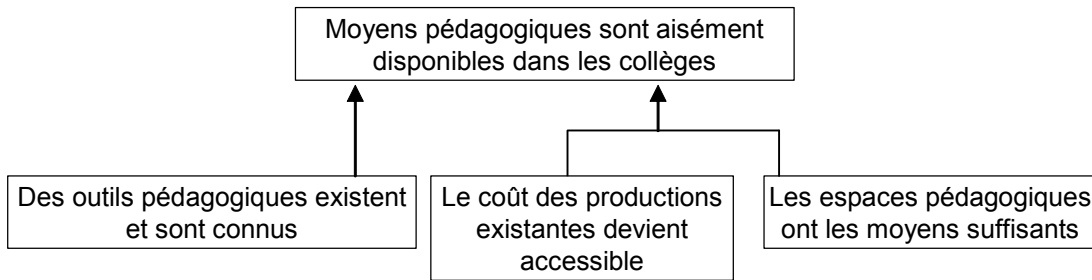 Moyens pédagogiques sont aisément
disponibles dans les collèges
Des outils pédagogiques existent
et sont connus
Le coût des productions
existantes devient
accessible
Les espaces pédagogiques
ont les moyens suffisants